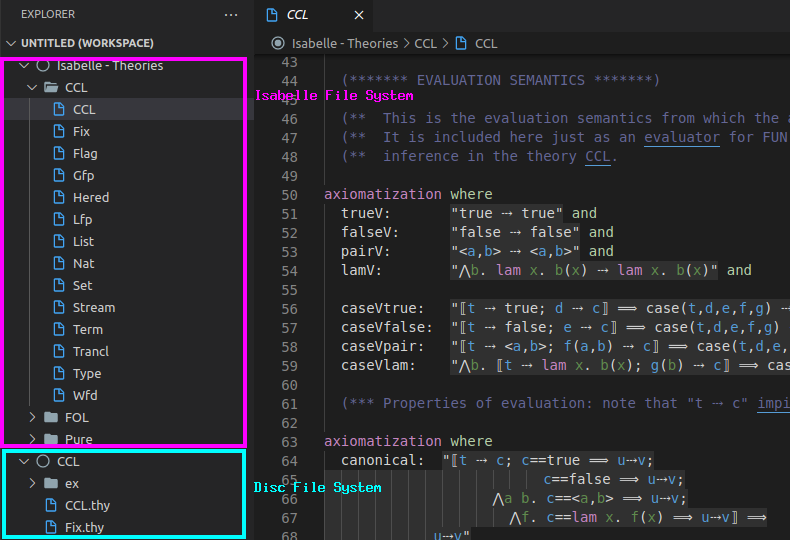 EXPLORER
UNTITLED (WORKSPACE)
Isabelle - Theories
CCL
CCL
Fix
Flag
Gfp
Hered
Lfp
List
Nat
Set
Stream
Term
Trancl
Type
Wfd
FOL
Pure
CCL
ex
CCL.thy
Fix.thy
Isabelle File System
Disc File System
CCL
Isabelle - Theories > CCL > CCL
43
44 (******* EVALUATION SEMANTICS *******)
45
46 (** This is the evaluation semantics from which the a
47 (** It is included here just as an evaluator for FUN
48 (** inference in the theory CCL.
49
50 axiomatization where
51 trueV: "true ⇢ true" and
52 falseV: "false ⇢ false" and
53 pairV: "<a,b> ⇢ <a,b>" and
54 lamV: "⋀b. lam x. b(x) ⇢ lam x. b(x)" and
55
56 caseVtrue: "⟦t ⇢ true; d ⇢ c⟧ ⟹ case(t,d,e,f,g) ⇢
57 caseVfalse: "⟦t ⇢ false; e ⇢ c⟧ ⟹ case(t,d,e,f,g)
58 caseVpair: "⟦t ⇢ <a,b>; f(a,b) ⇢ c⟧ ⟹ case(t,d,e,
59 caseVlam: "⋀b. ⟦t ⇢ lam x. b(x); g(b) ⇢ c⟧ ⟹ cas
60
61 (*** Properties of evaluation: note that "t ⇢ c" impi
62
63 axiomatization where
64 canonical: "⟦t ⇢ c; c==true ⟹ u⇢v;
65 c==false ⟹ u⇢v;
66 ⋀a b. c==<a,b> ⟹ u⇢v;
67 ⋀f. c==lam x. f(x) ⟹ u⇢v⟧ ⟹
68 u⇢v"